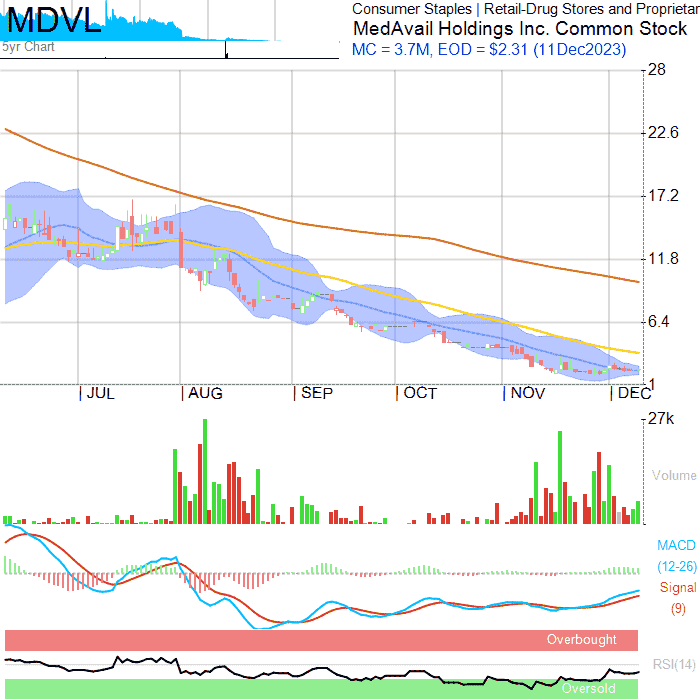 MDVL
5yr Chart
Consumer Staples | Retail-Drug Stores and Proprietar
MedAvail Holdings Inc. Common Stock
MC = 3.7M, EOD = $2.31 (11Dec2023)
28
22.6
17.2
11.8
6.4
1
JUL AUG SEP OCT NOV DEC
27k
Volume
MACD
(12-26)
Signal
(9)
Overbought
RSI(14)
Oversold